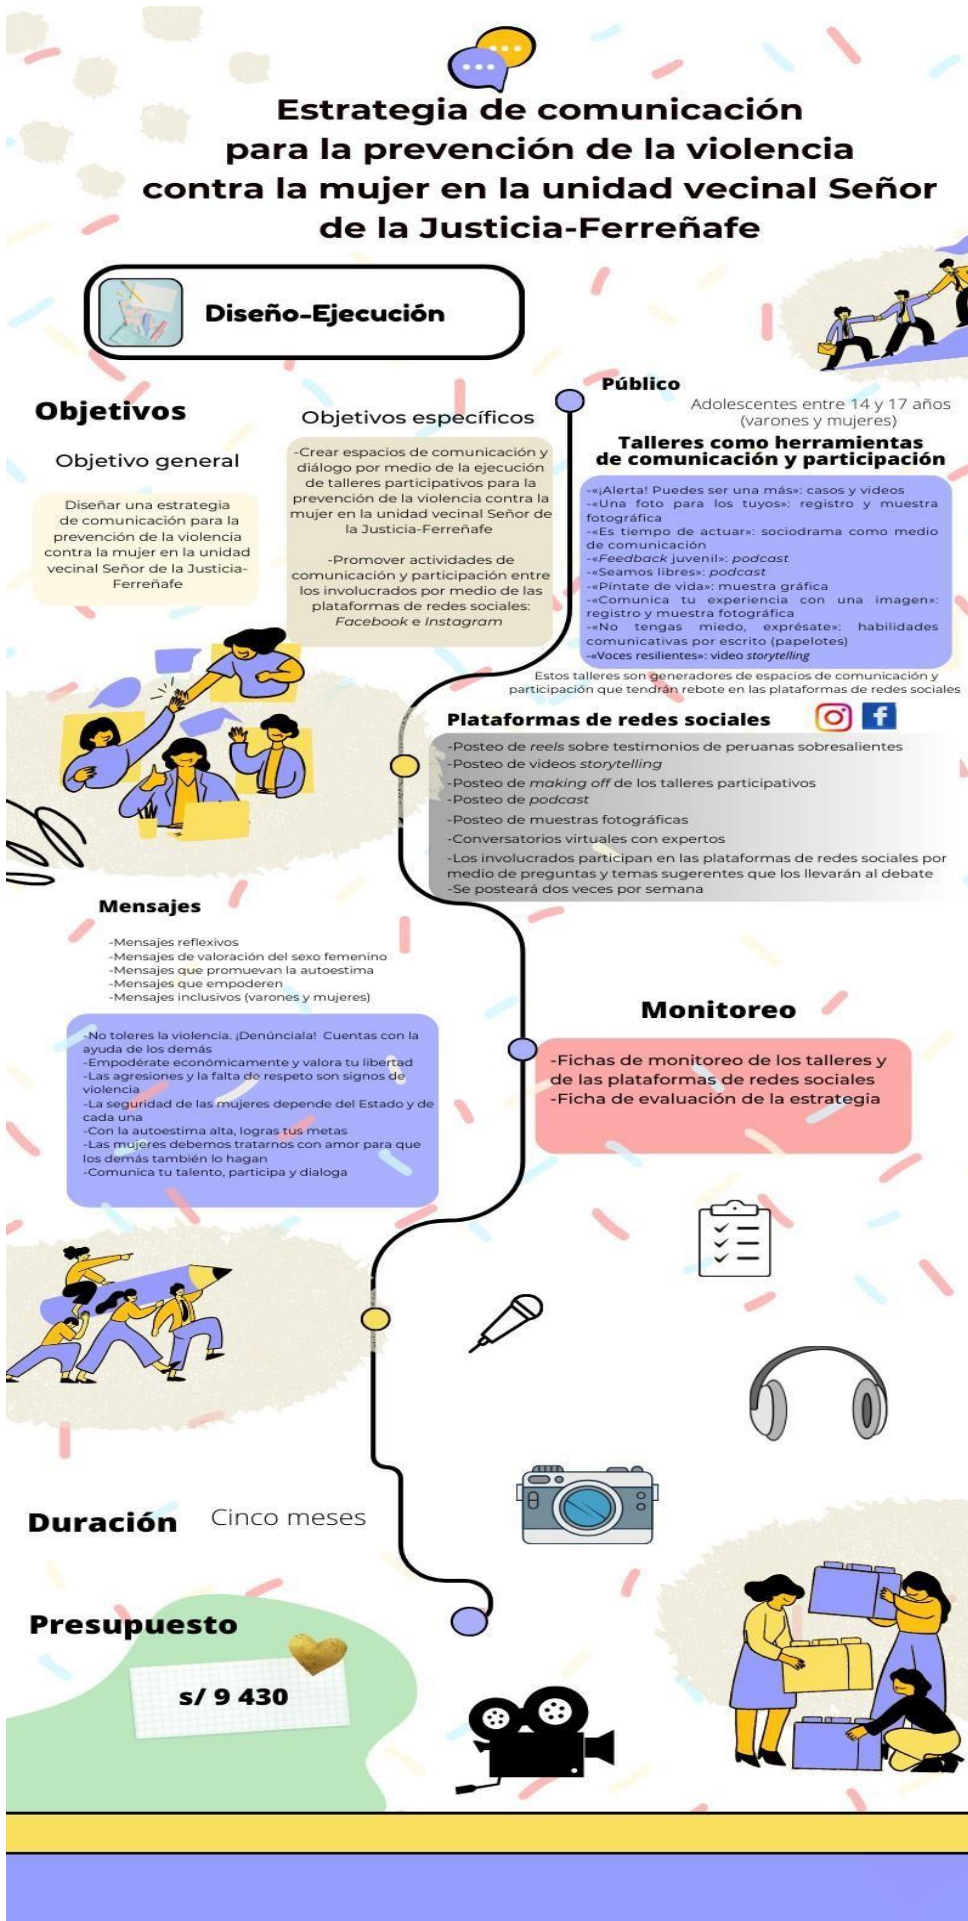 Estrategia de comunicación
para la prevención de la violencia
contra la mujer en la unidad vecinal Señor
de la Justicia-Ferreñafe
Diseño-Ejecución
Objetivos
Objetivo general
Diseñar una estrategia
de comunicación para la
prevención de la violencia
contra la mujer en la unidad
vecinal Señor de la Justicia-
Ferreñafe
Objetivos específicos
-Crear espacios de comunicación y
diálogo por medio de la ejecución
de talleres participativos para la
prevención de la violencia contra la
mujer en la unidad vecinal Señor de
la Justicia-Ferreñafe
-Promover actividades de
comunicación y participación entre
los involucrados por medio de las
plataformas de redes sociales:
Facebook e Instagram
Público
Adolescentes entre 14 y 17 años
(varones y mujeres)
Talleres como herramientas
de comunicación y participación
-«¡Alerta! Puedes ser una más»: casos y videos
-«Una foto para los tuyos»: registro y muestra
fotográfica
-«Es tiempo de actuar»: sociodrama como medio
de comunicación
-«Feedback juvenil»: podcast
-«Seamos libres»: podcast
-«Píntate de vida»: muestra gráfica
-«Comunica tu experiencia con una imagen»:
registro y muestra fotográfica
-«No tengas miedo, exprésate»: habilidades
comunicativas por escrito (papelotes)
-«Voces resilientes»: video storytelling
Estos talleres son generadores de espacios de comunicación y
participación que tendrán rebote en las plataformas de redes sociales
Plataformas de redes sociales
-Posteo de reels sobre testimonios de peruanas sobresalientes
-Posteo de videos storytelling
-Posteo de making off de los talleres participativos
-Posteo de podcast
-Posteo de muestras fotográficas
-Conversatorios virtuales con expertos
-Los involucrados participan en las plataformas de redes sociales por
medio de preguntas y temas sugerentes que los llevarán al debate
-Se posteará dos veces por semana
Mensajes
-Mensajes reflexivos
-Mensajes de valoración del sexo femenino
-Mensajes que promuevan la autoestima
-Mensajes que empoderen
-Mensajes inclusivos (varones y mujeres)
-No toleres la violencia. ¡Denúnciala! Cuentas con la
ayuda de los demás
-Empodérate económicamente y valora tu libertad
-Las agresiones y la falta de respeto son signos de
violencia
-La seguridad de las mujeres depende del Estado y de
cada una
-Con la autoestima alta, logras tus metas
-Las mujeres debemos tratarnos con amor para que
los demás también lo hagan
-Comunica tu talento, participa y dialoga
Monitoreo
-Fichas de monitoreo de los talleres y
de las plataformas de redes sociales
-Ficha de evaluación de la estrategia
Duración
Cinco meses
Presupuesto
s/ 9 430